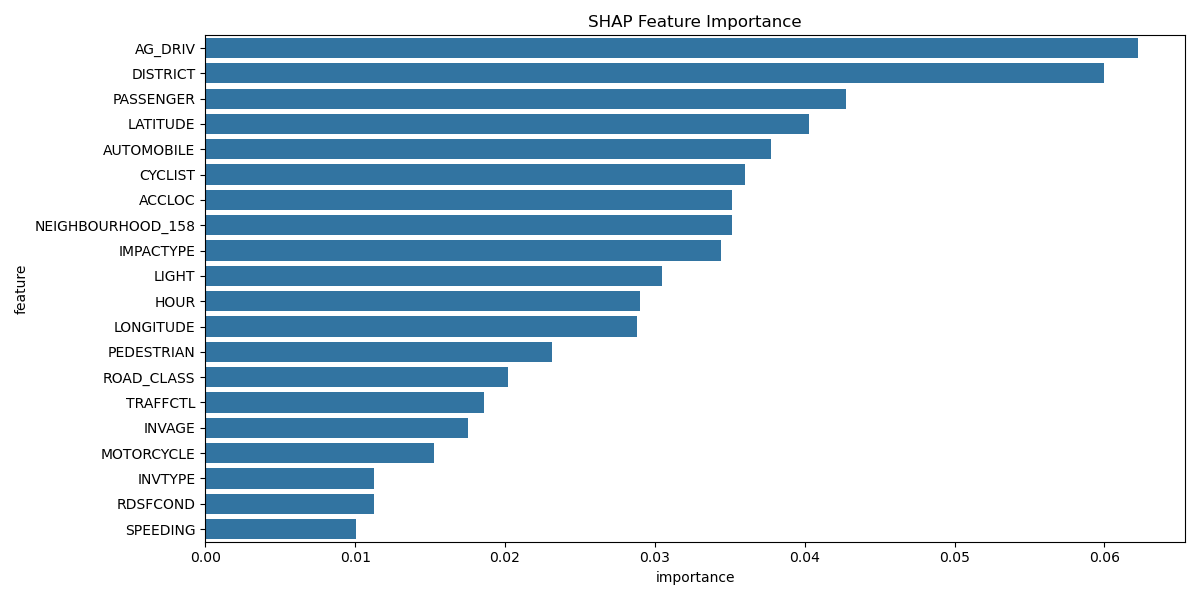 SHAP Feature Importance
AG_DRIV
DISTRICT
PASSENGER
LATITUDE
AUTOMOBILE
CYCLIST
ACCLOC
NEIGHBOURHOOD_158
IMPACTYPE
LIGHT
HOUR
LONGITUDE
PEDESTRIAN
ROAD_CLASS
TRAFFCTL
INVAGE
MOTORCYCLE
INVTYPE
RDSFCOND
SPEEDING
feature
0.00 0.01 0.02 0.03 0.04 0.05 0.06
importance